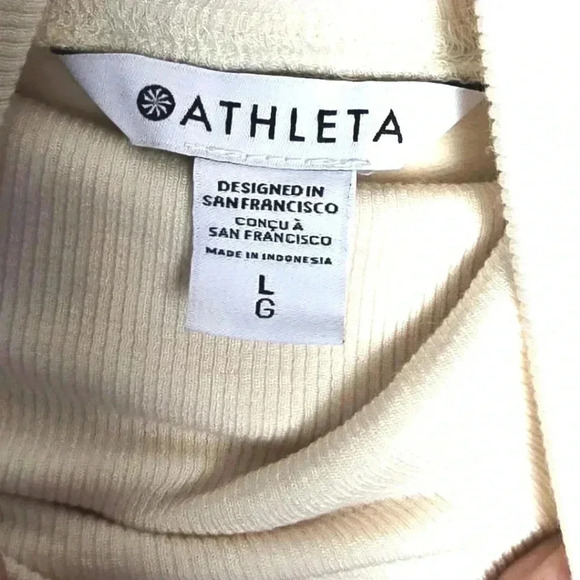 ATHLETA
DESIGNED IN
SAN FRANCISCO
CONÇU À
SAN FRANCISCO
MADE IN INDONESIA
L
G